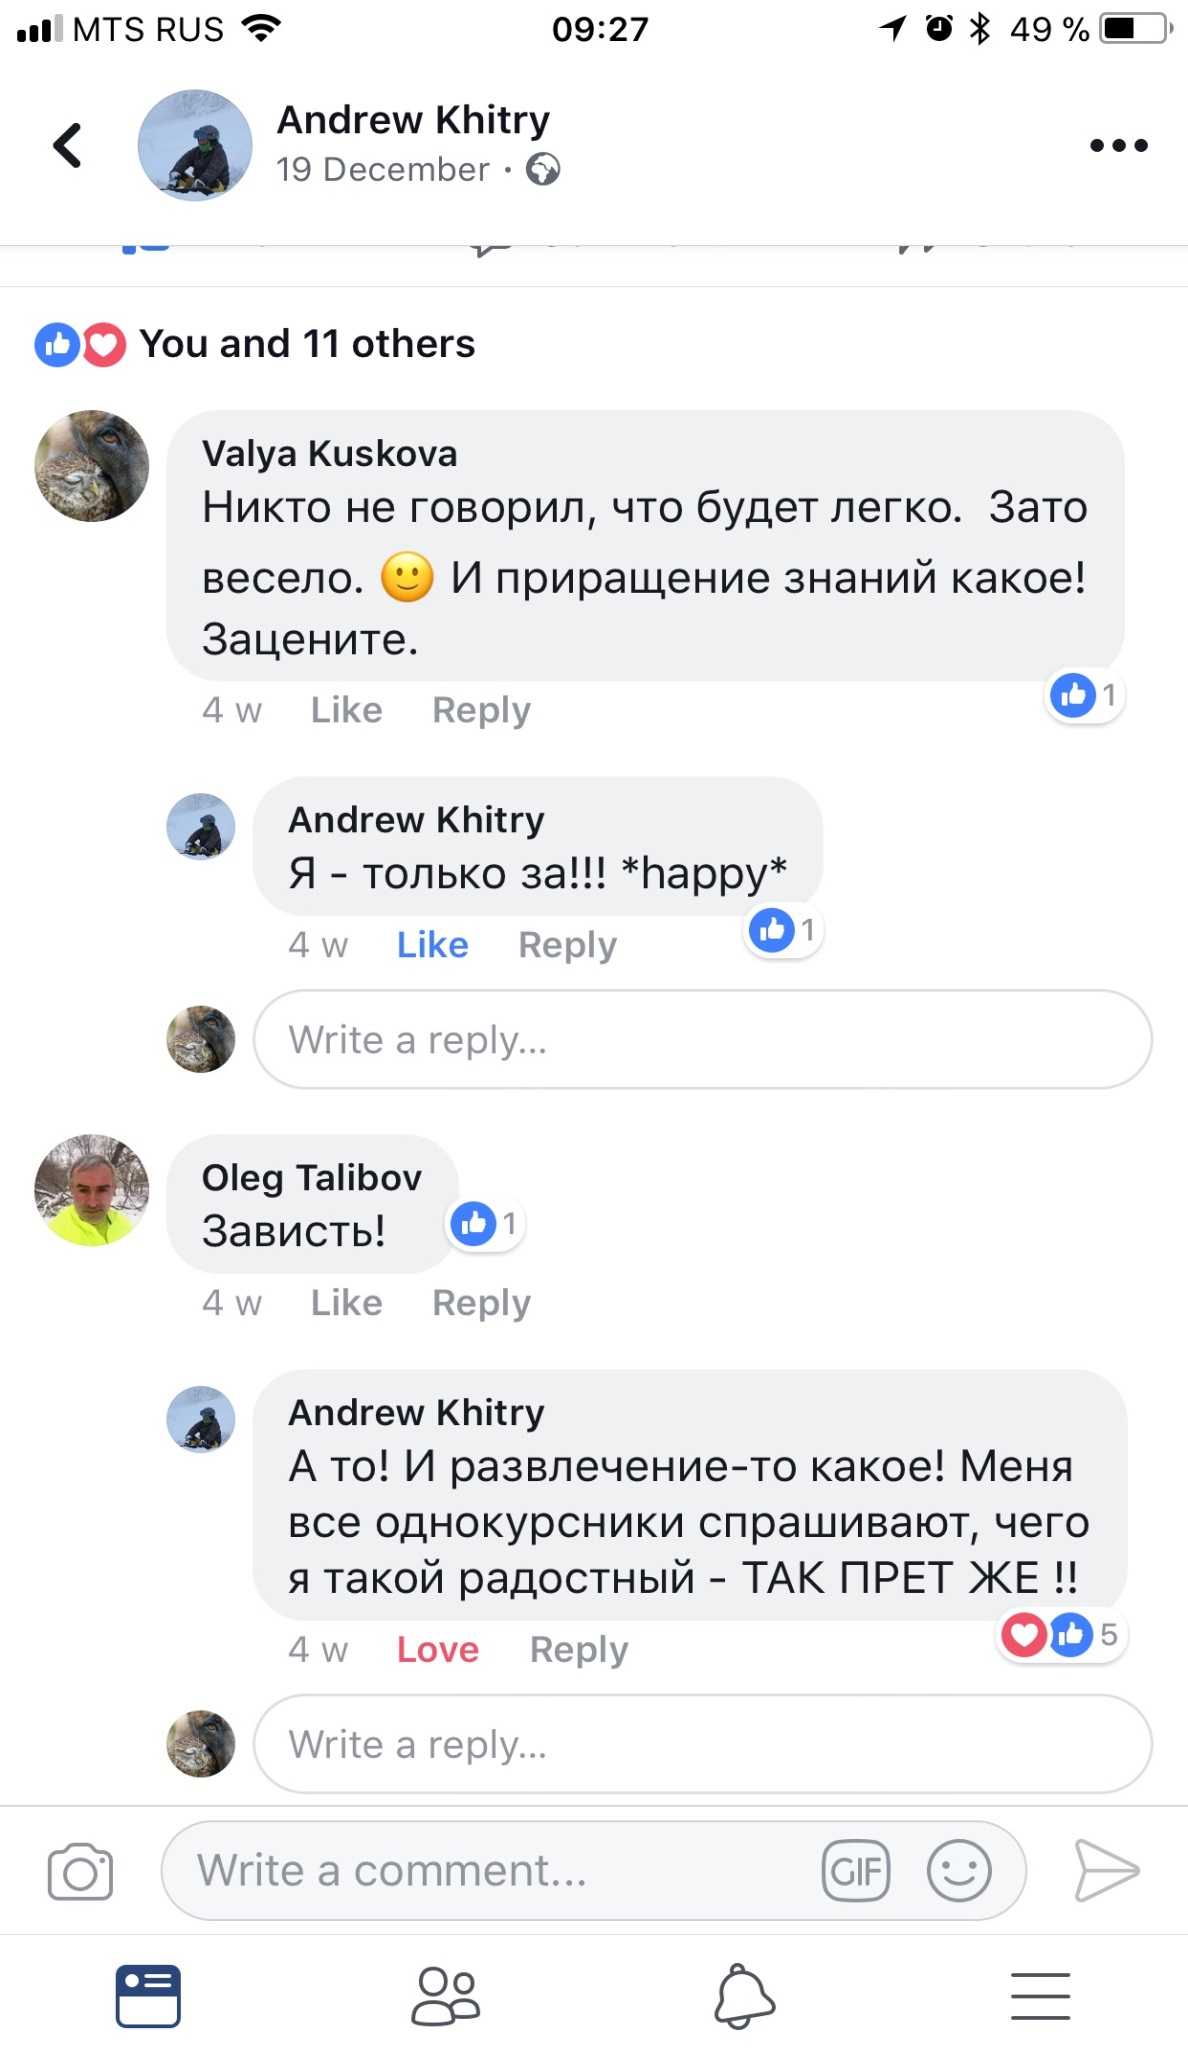 MTS RUS 09:27 49 %
Andrew Khitry
19 December ·
You and 11 others
Valya Kuskova
Никто не говорил, что будет легко. Зато
весело. 🙂 И приращение знаний какое!
Зацените.
4 w Like Reply 1
Andrew Khitry
Я - только за!!! *happy*
4 w Like Reply 1
Write a reply...
Oleg Talibov
Зависть! 1
4 w Like Reply
Andrew Khitry
А то! И развлечение-то какое! Меня
все однокурсники спрашивают, чего
я такой радостный - ТАК ПРЕТ ЖЕ !!
4 w Love Reply 5
Write a reply...
Write a comment... GIF